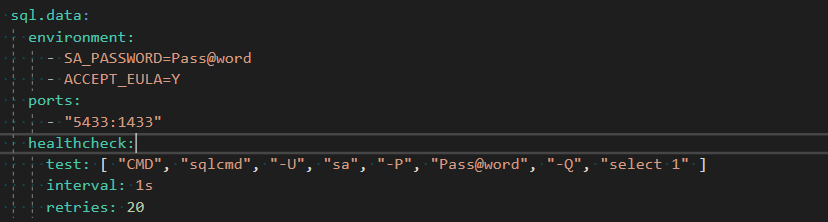 sql.data:
environment:
- SA_PASSWORD=Pass@word
- ACCEPT_EULA=Y
ports:
- "5433:1433"
healthcheck:
test: [ "CMD", "sqlcmd", "-U", "sa", "-P", "Pass@word", "-Q", "select 1" ]
interval: 1s
retries: 20